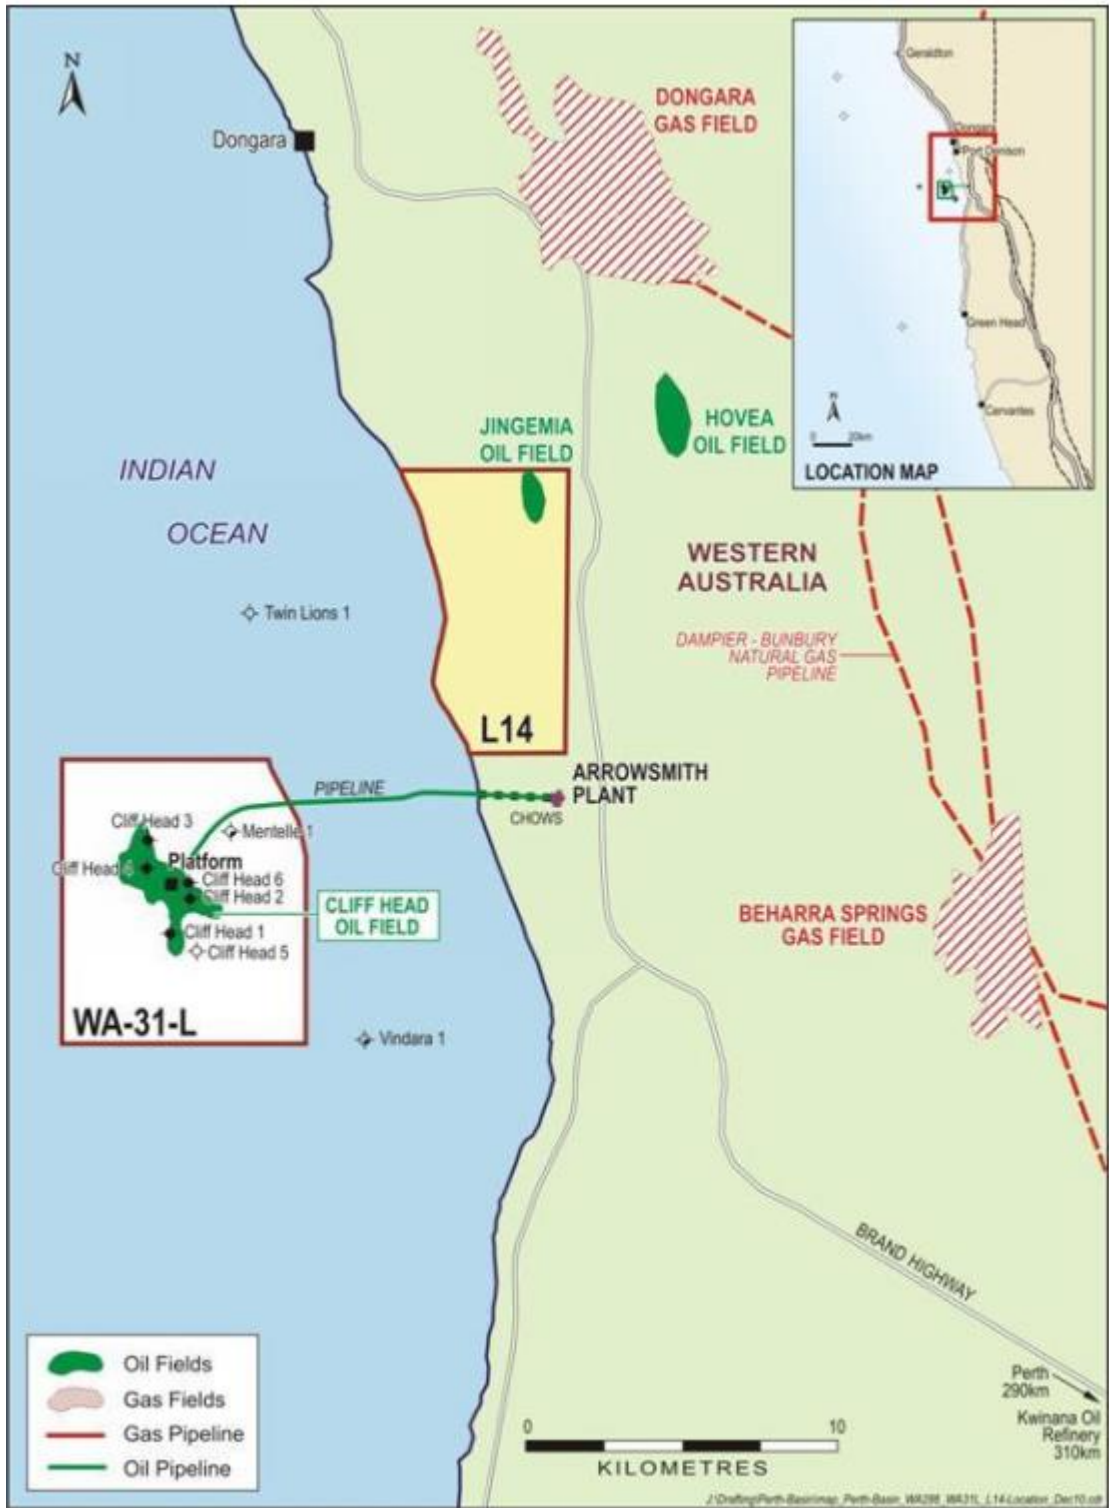 N
Dongara
DONGARA
GAS FIELD
Geraldton
Dongara
Port Denison
Green Head
Cervantes
N
0 20km
LOCATION MAP
JINGEMIA
OIL FIELD
HOVEA
OIL FIELD
INDIAN
OCEAN
WESTERN
AUSTRALIA
Twin Lions 1
DAMPIER - BUNBURY
NATURAL GAS
PIPELINE
L14
PIPELINE
ARROWSMITH
PLANT
CHOWS
Cliff Head 3
Mentelle 1
Cliff Head
Platform
Cliff Head 6
Cliff Head 2
CLIFF HEAD
OIL FIELD
Cliff Head 1
Cliff Head 5
BEHARRA SPRINGS
GAS FIELD
WA-31-L
Vindara 1
BRAND HIGHWAY
Oil Fields
Gas Fields
Gas Pipeline
Oil Pipeline
Perth
290km
Kwinana Oil
Refinery
310km
0 10
KILOMETRES